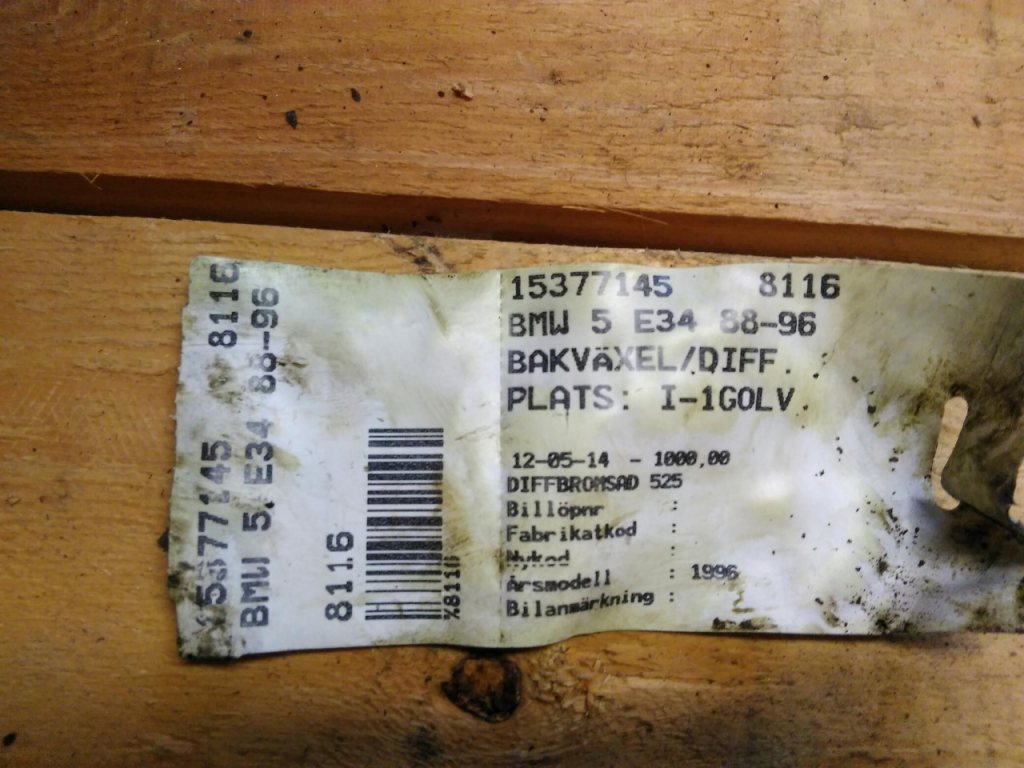 15377145 8116
BMW 5 E34 88-96
8116
%8116
15377145 8116
BMW 5 E34 88-96
BAKVÄXEL/DIFF.
PLATS: I-1GOLV.
12-05-14 - 1000.00
DIFFBROMSAD 525
Billöpnr :
Fabrikatkod :
Nykod :
Årsmodell : 1996
Bilanmärkning :